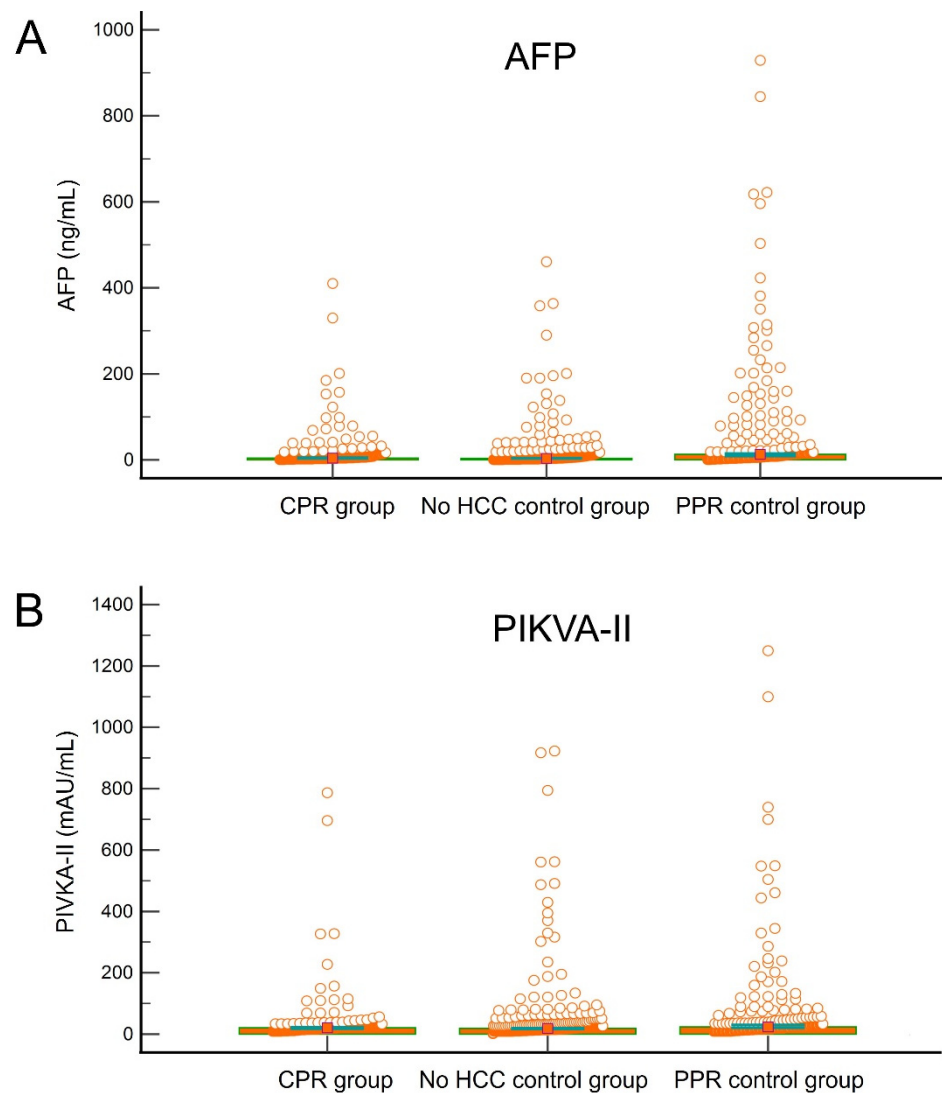 A
AFP
1000
800
600
400
200
0
AFP (ng/mL)
CPR group
No HCC control group
PPR control group
B
PIKVA-II
1400
1200
1000
800
600
400
200
0
PIVKA-II (mAU/mL)
CPR group
No HCC control group
PPR control group